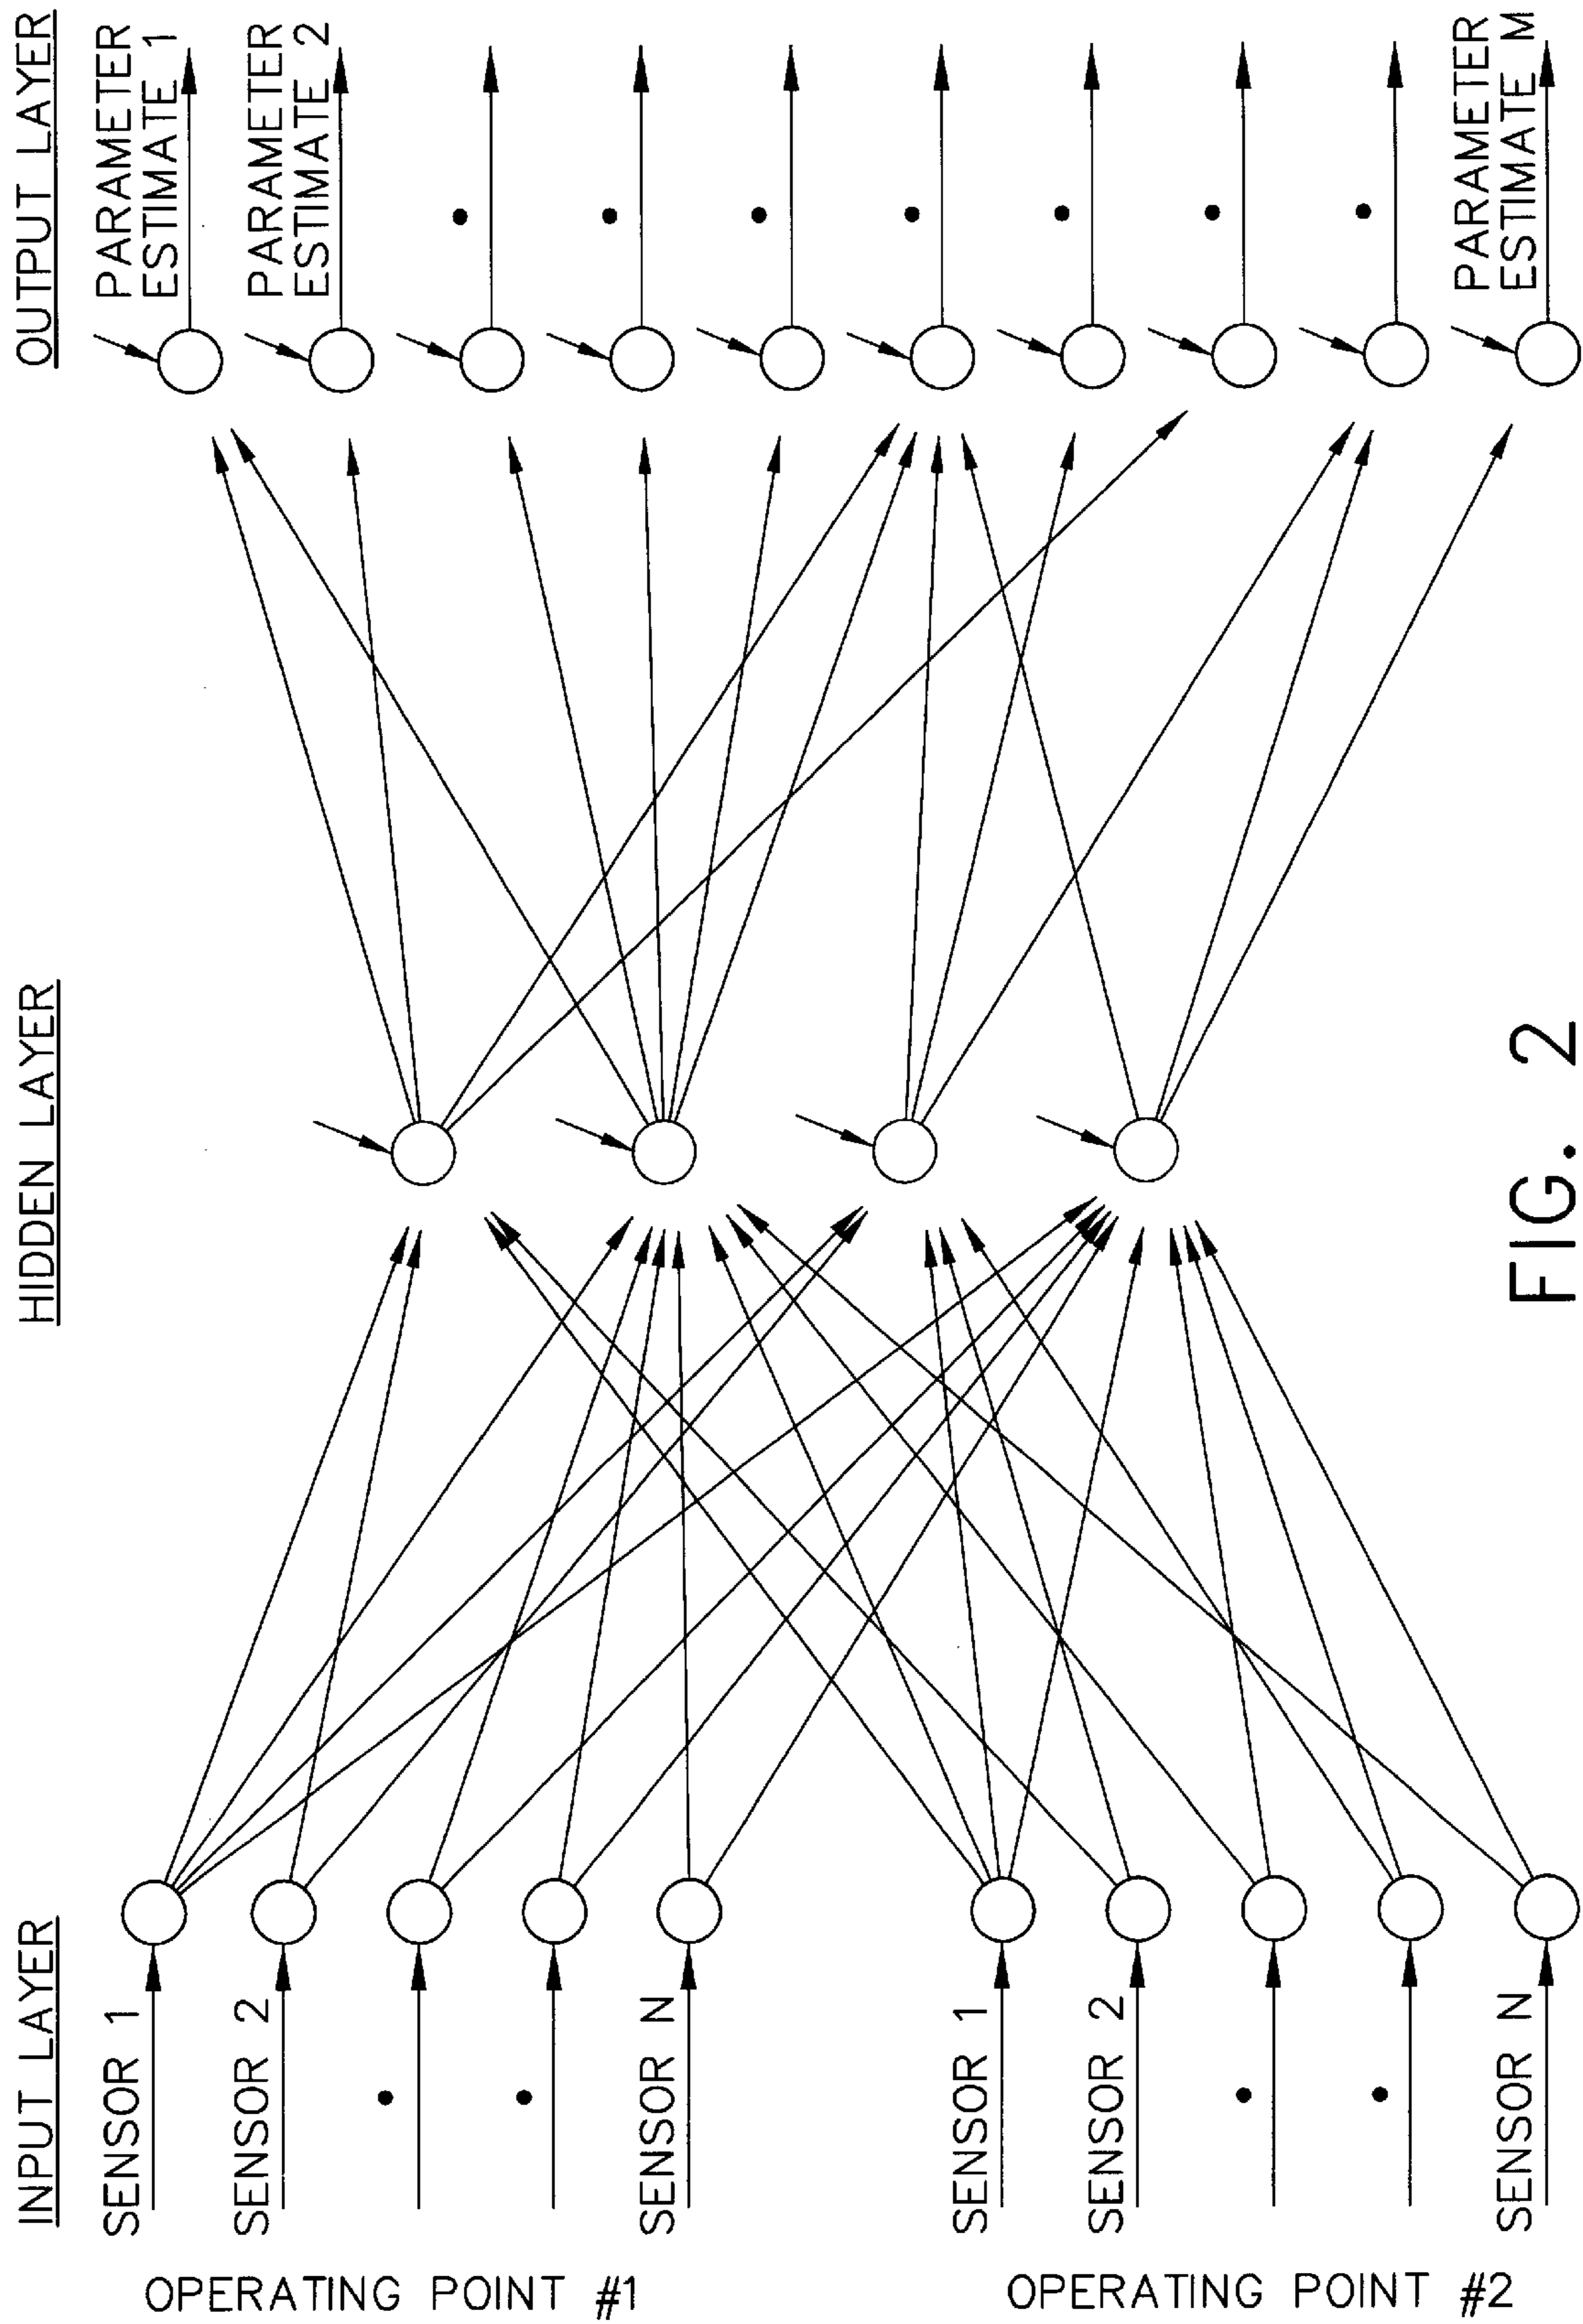 INPUT LAYER
HIDDEN LAYER
OUTPUT LAYER
OPERATING POINT #1
SENSOR 1
SENSOR 2
SENSOR N
OPERATING POINT #2
SENSOR 1
SENSOR 2
SENSOR N
PARAMETER
ESTIMATE 1
PARAMETER
ESTIMATE 2
PARAMETER
ESTIMATE M
FIG. 2